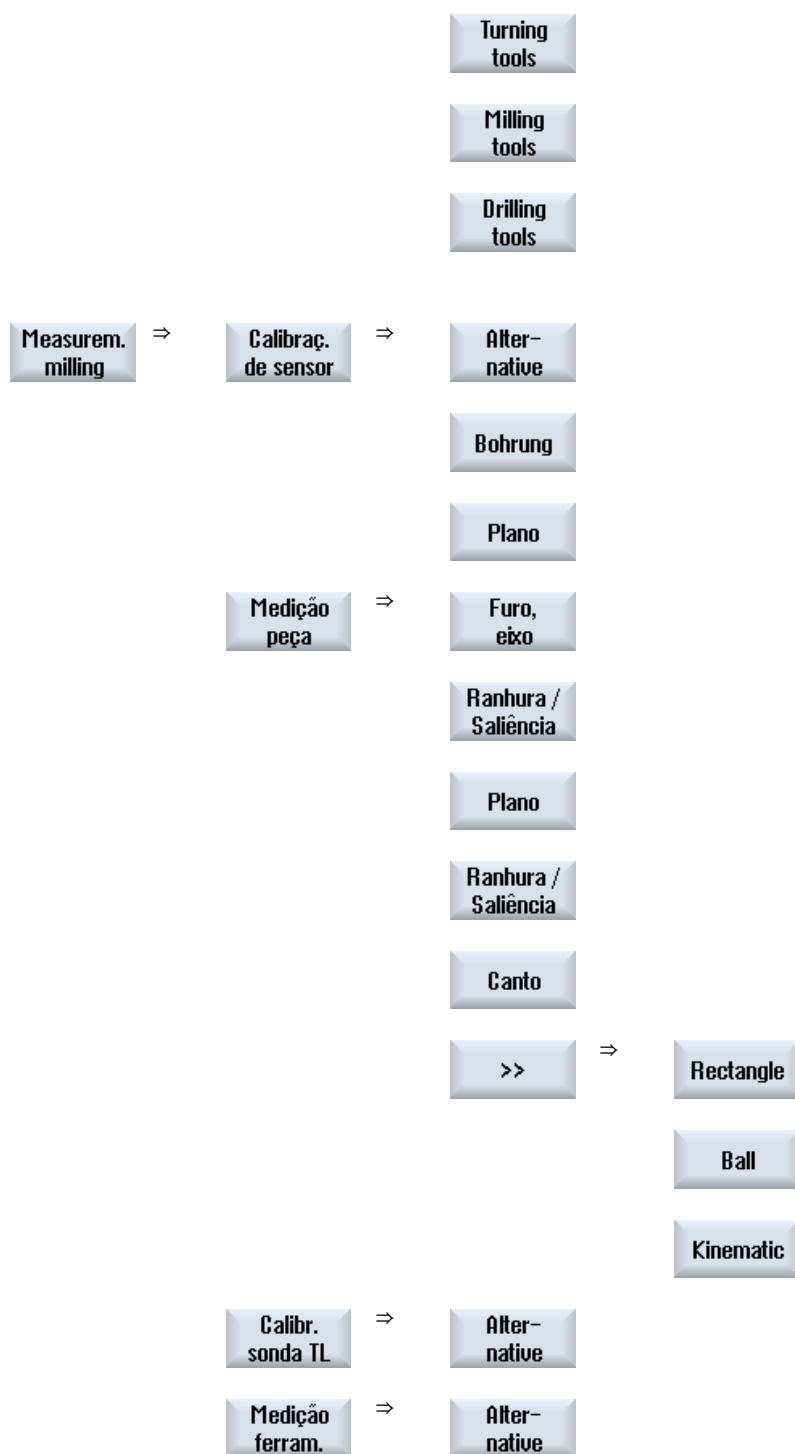 Turning
tools
Milling
tools
Drilling
tools
Measurem.
milling
⇒
Calibraç.
de sensor
⇒
Alter-
native
Bohrung
Plano
Medição
peça
⇒
Furo,
eixo
Ranhura /
Saliência
Plano
Ranhura /
Saliência
Canto
>>
⇒
Rectangle
Ball
Kinematic
Calibr.
sonda TL
⇒
Alter-
native
Medição
ferram.
⇒
Alter-
native